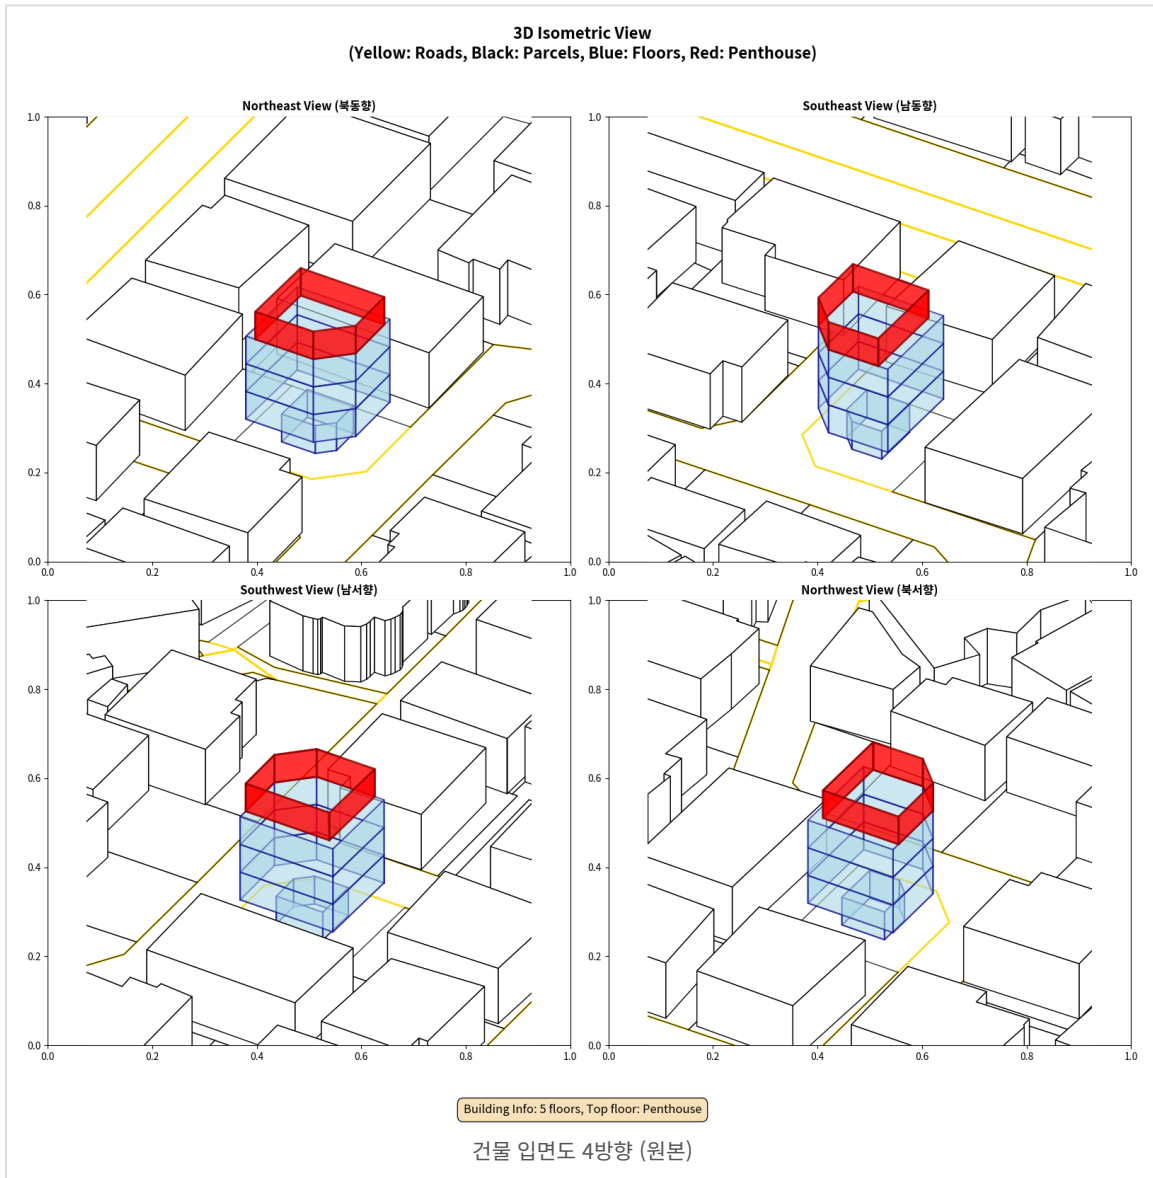 3D Isometric View
(Yellow: Roads, Black: Parcels, Blue: Floors, Red: Penthouse)
Northeast View (북동향)
1.0
0.8
0.6
0.4
0.2
0.0
0.0 0.2 0.4 0.6 0.8 1.0
Southeast View (남동향)
1.0
0.8
0.6
0.4
0.2
0.0
0.0 0.2 0.4 0.6 0.8 1.0
Southwest View (남서향)
1.0
0.8
0.6
0.4
0.2
0.0
0.0 0.2 0.4 0.6 0.8 1.0
Northwest View (북서향)
1.0
0.8
0.6
0.4
0.2
0.0
0.0 0.2 0.4 0.6 0.8 1.0
Building Info: 5 floors, Top floor: Penthouse
건물 입면도 4방향 (원본)